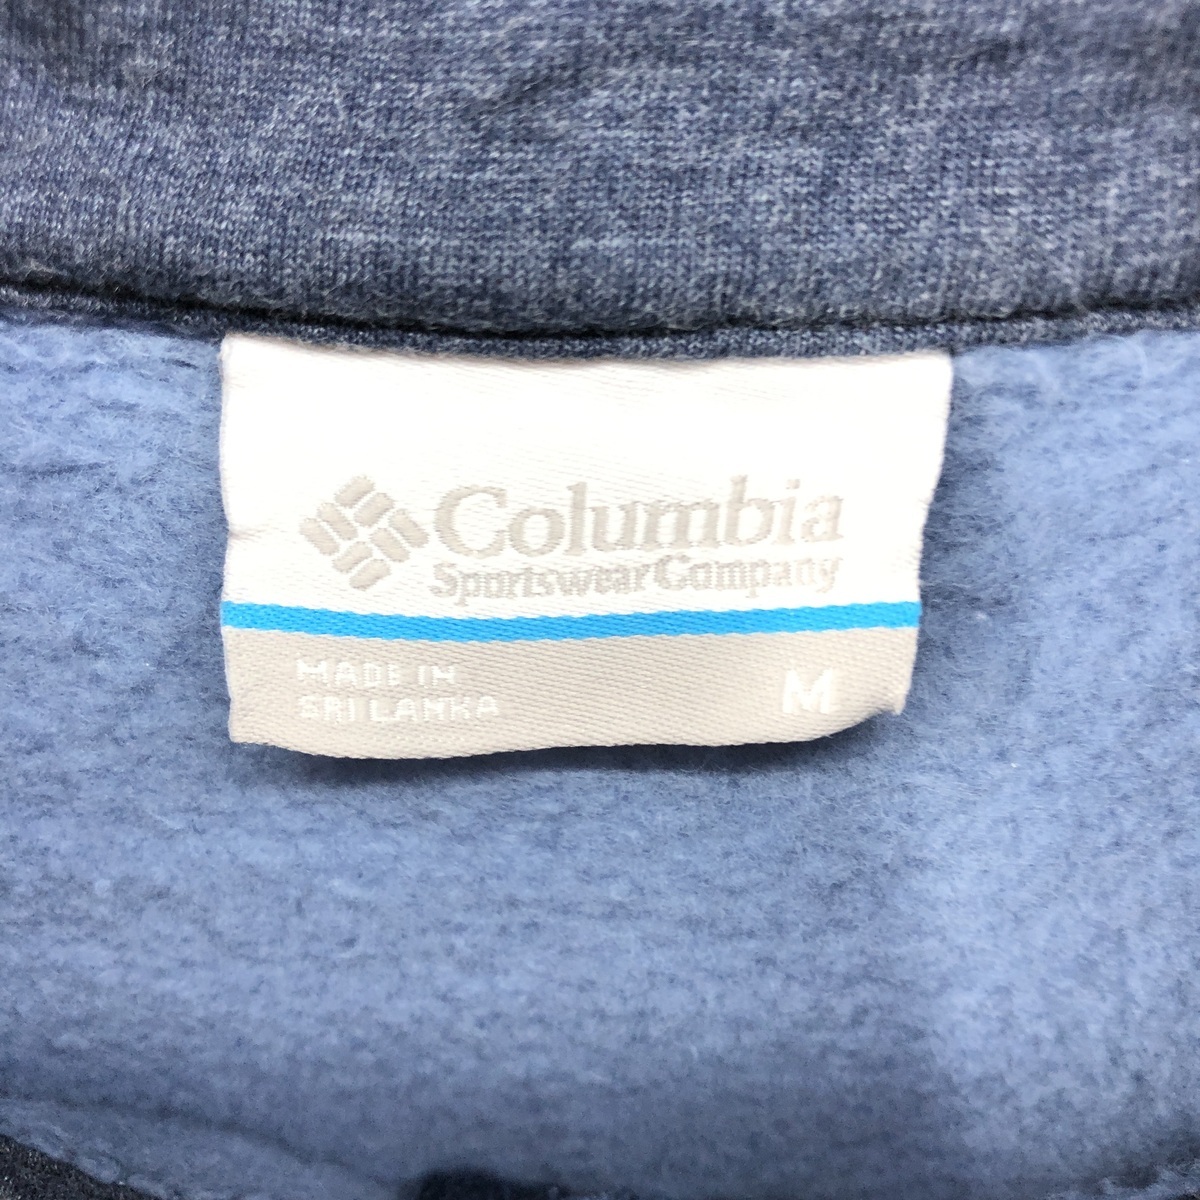 Columbia
Sportswear Company
MADE IN
SRI LANKA
M